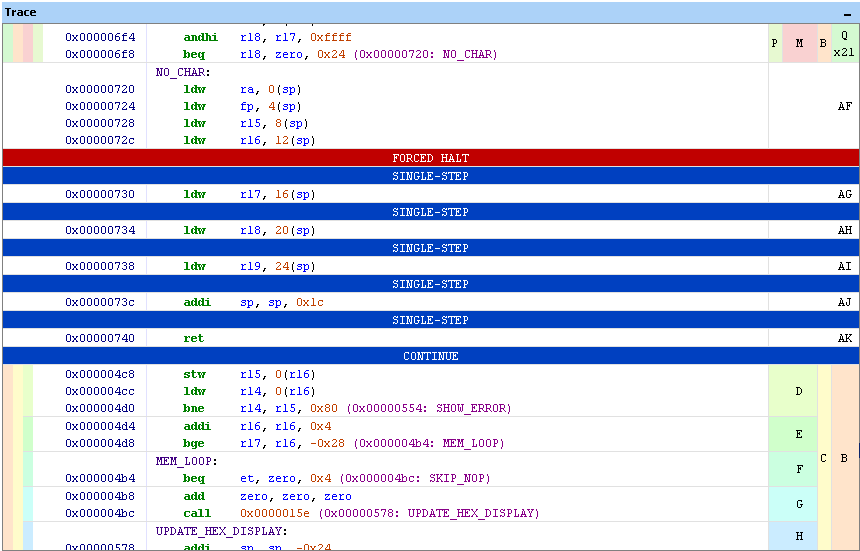 Trace
0x000006f4 andhi r18, r17, 0xffff
0x000006f8 beq r18, zero, 0x24 (0x00000720: NO_CHAR) P M B Q x21
NO_CHAR:
0x00000720 ldw ra, 0(sp)
0x00000724 ldw fp, 4(sp) AF
0x00000728 ldw r15, 8(sp)
0x0000072c ldw r16, 12(sp)
FORCED HALT
SINGLE-STEP
0x00000730 ldw r17, 16(sp) AG
SINGLE-STEP
0x00000734 ldw r18, 20(sp) AH
SINGLE-STEP
0x00000738 ldw r19, 24(sp) AI
SINGLE-STEP
0x0000073c addi sp, sp, 0x1c AJ
SINGLE-STEP
0x00000740 ret AK
CONTINUE
0x000004c8 stw r15, 0(r16)
0x000004cc ldw r14, 0(r16) D
0x000004d0 bne r14, r15, 0x80 (0x00000554: SHOW_ERROR)
0x000004d4 addi r16, r16, 0x4 E
0x000004d8 bge r17, r16, -0x28 (0x000004b4: MEM_LOOP)
MEM_LOOP: F C B
0x000004b4 beq et, zero, 0x4 (0x000004bc: SKIP_NOP)
0x000004b8 add zero, zero, zero G
0x000004bc call 0x0000015e (0x00000578: UPDATE_HEX_DISPLAY)
UPDATE_HEX_DISPLAY: H
0x00000578 addi sp, sp, -0x24